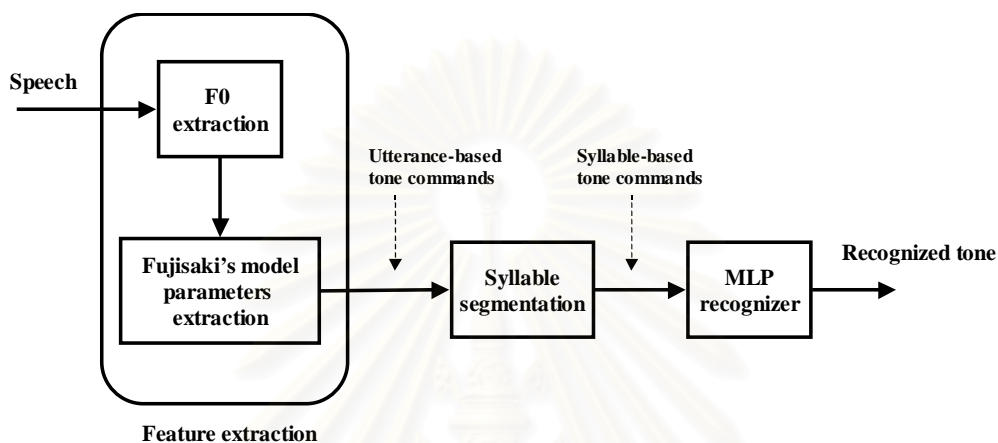 Speech
F0
extraction
Utterance-based
tone commands
Syllable-based
tone commands
Fujisaki's model
parameters
extraction
Syllable
segmentation
MLP
recognizer
Recognized tone
Feature extraction